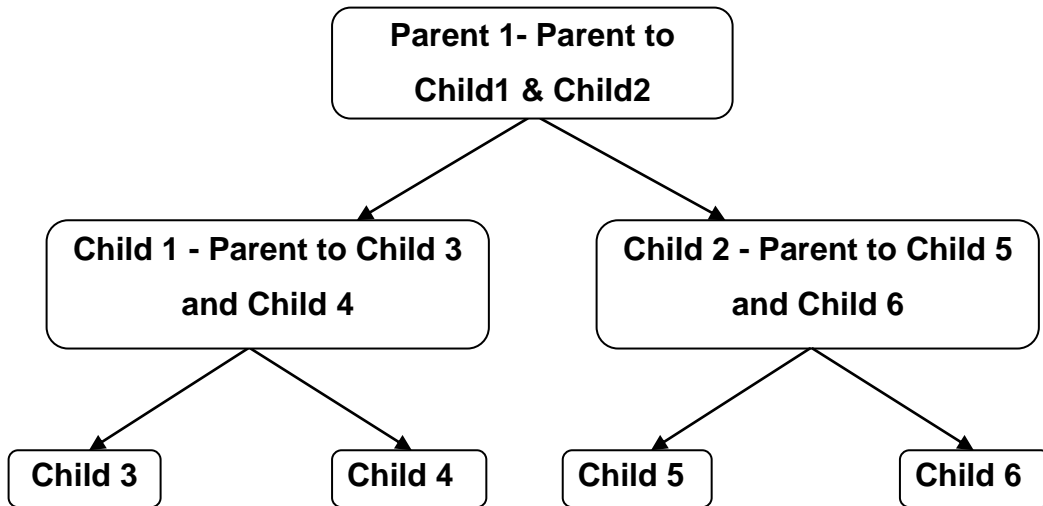 Parent 1- Parent to
Child1 & Child2
Child 1 - Parent to Child 3
and Child 4
Child 2 - Parent to Child 5
and Child 6
Child 3
Child 4
Child 5
Child 6